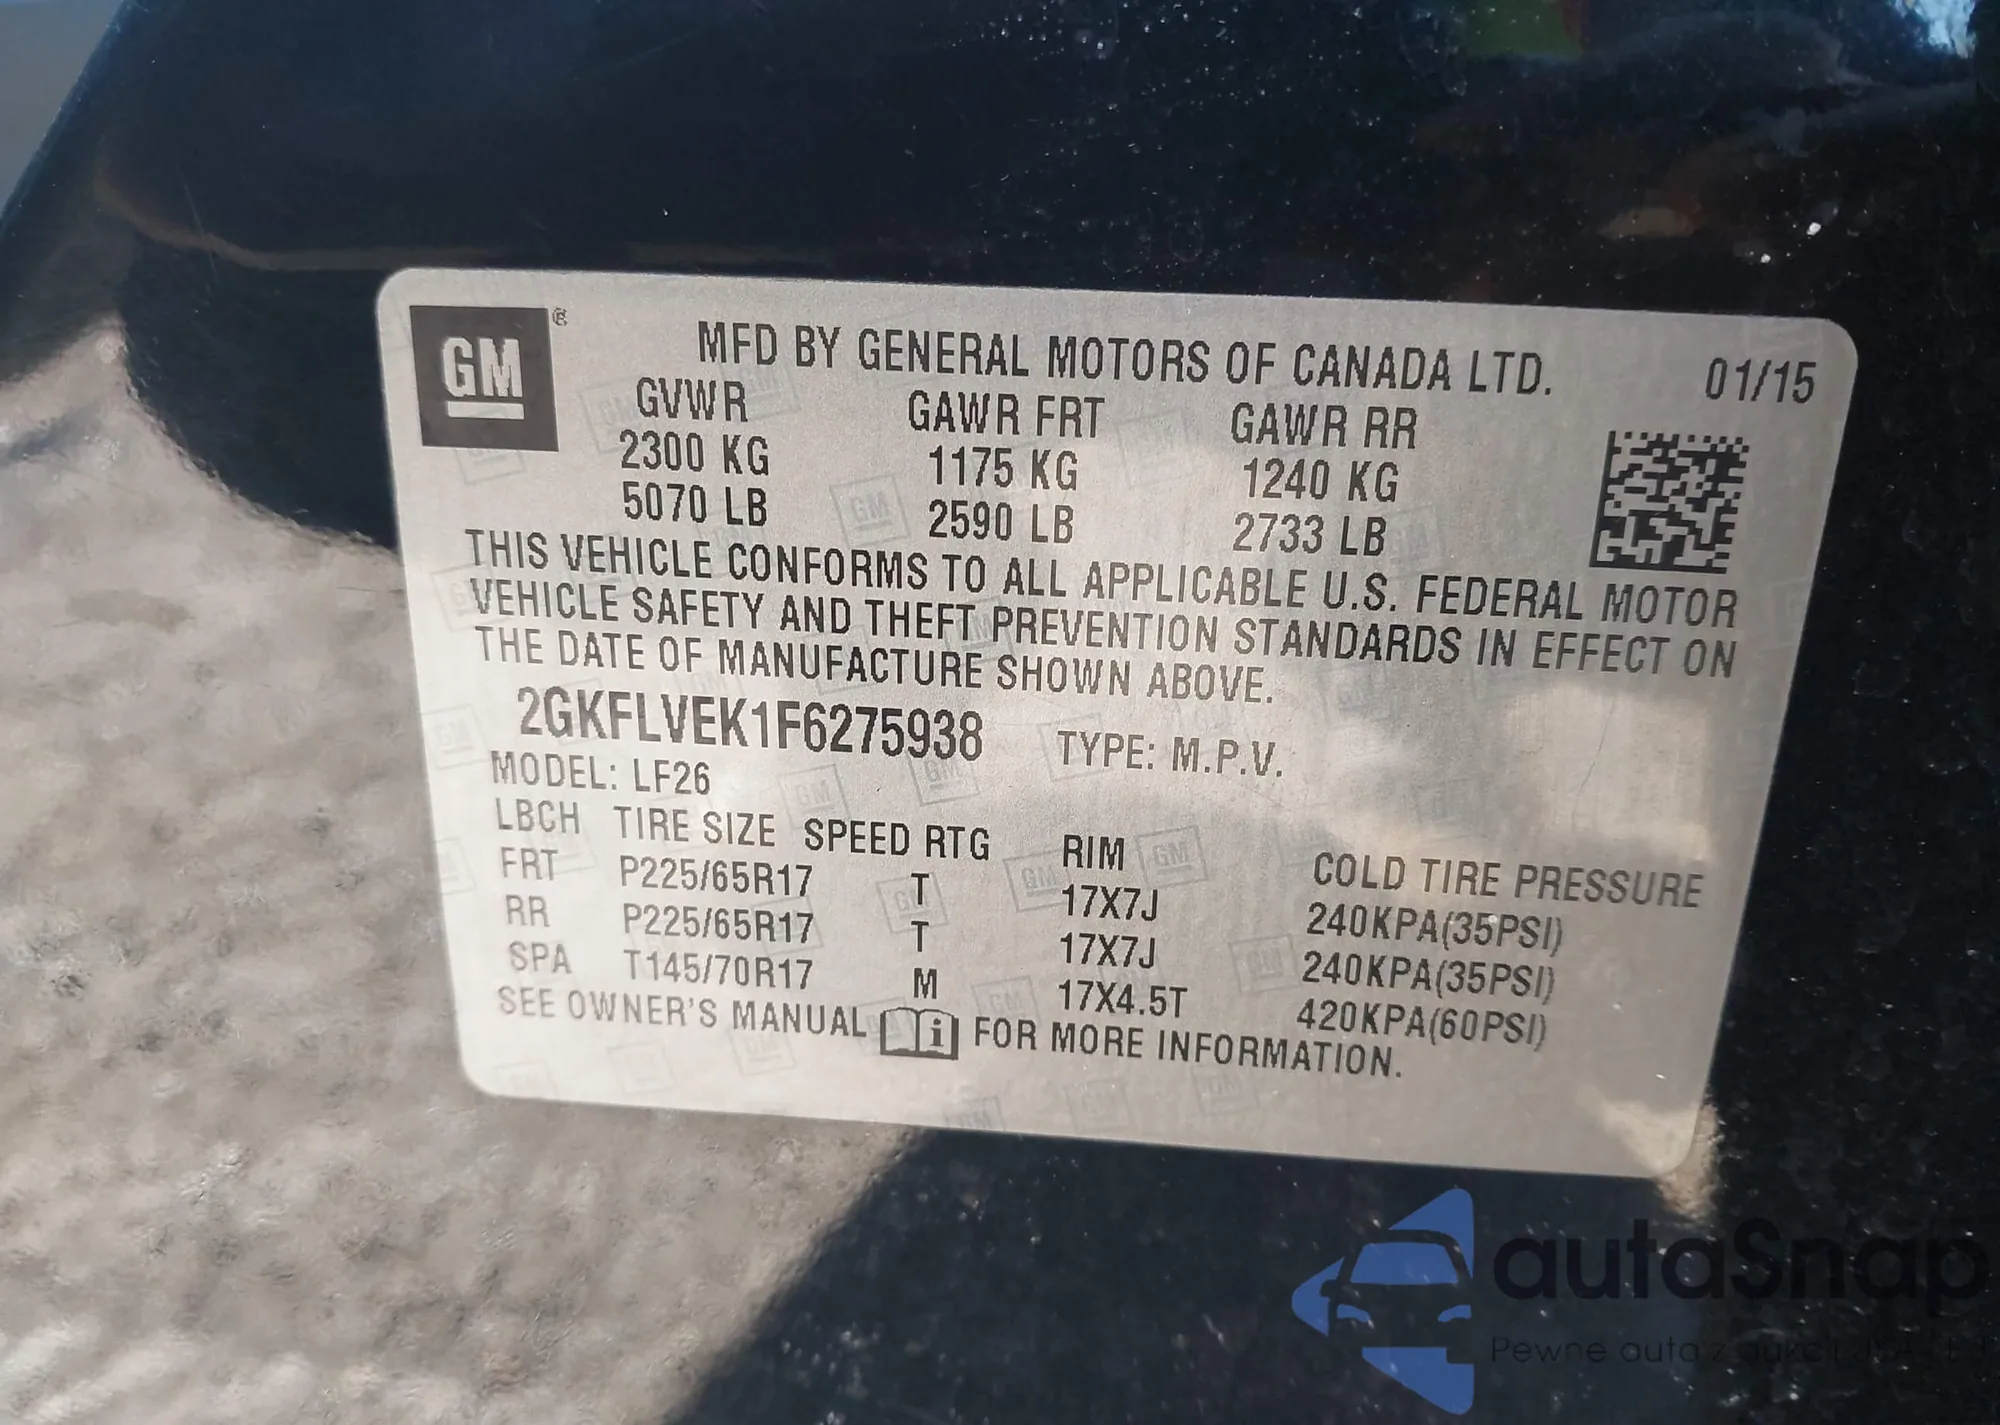 GM ®
MFD BY GENERAL MOTORS OF CANADA LTD. 01/15
GVWR GAWR FRT GAWR RR
2300 KG 1175 KG 1240 KG
5070 LB 2590 LB 2733 LB
THIS VEHICLE CONFORMS TO ALL APPLICABLE U.S. FEDERAL MOTOR
VEHICLE SAFETY AND THEFT PREVENTION STANDARDS IN EFFECT ON
THE DATE OF MANUFACTURE SHOWN ABOVE.
2GKFLVEK1F6275938 TYPE: M.P.V.
MODEL: LF26
LBCH TIRE SIZE SPEED RTG RIM COLD TIRE PRESSURE
FRT P225/65R17 T 17X7J 240KPA(35PSI)
RR P225/65R17 T 17X7J 240KPA(35PSI)
SPA T145/70R17 M 17X4.5T 420KPA(60PSI)
SEE OWNER'S MANUAL i FOR MORE INFORMATION.
autaSnap
Pewne auta z